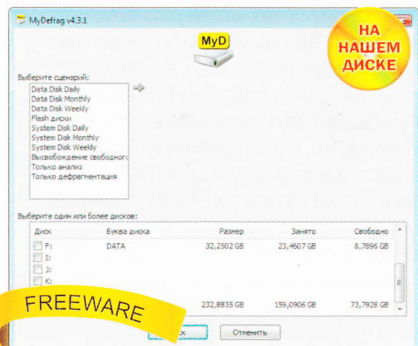 MyDefrag v4.3.1
MyD
НА
НАШЕМ
ДИСКЕ
Выберите сценарий:
Data Disk Daily
Data Disk Monthly
Data Disk Weekly
Flash диски
System Disk Daily
System Disk Monthly
System Disk Weekly
Высвобождение свободного
Только анализ
Только дефрагментация
Выберите один или более дисков:
Диск Буква диска Размер Занято Свободно
F: DATA 32,2502 GB 23,4607 GB 8,7896 GB
I:
J:
K:
232,8835 GB 159,0906 GB 73,7928 GB
FREEWARE
Отменить